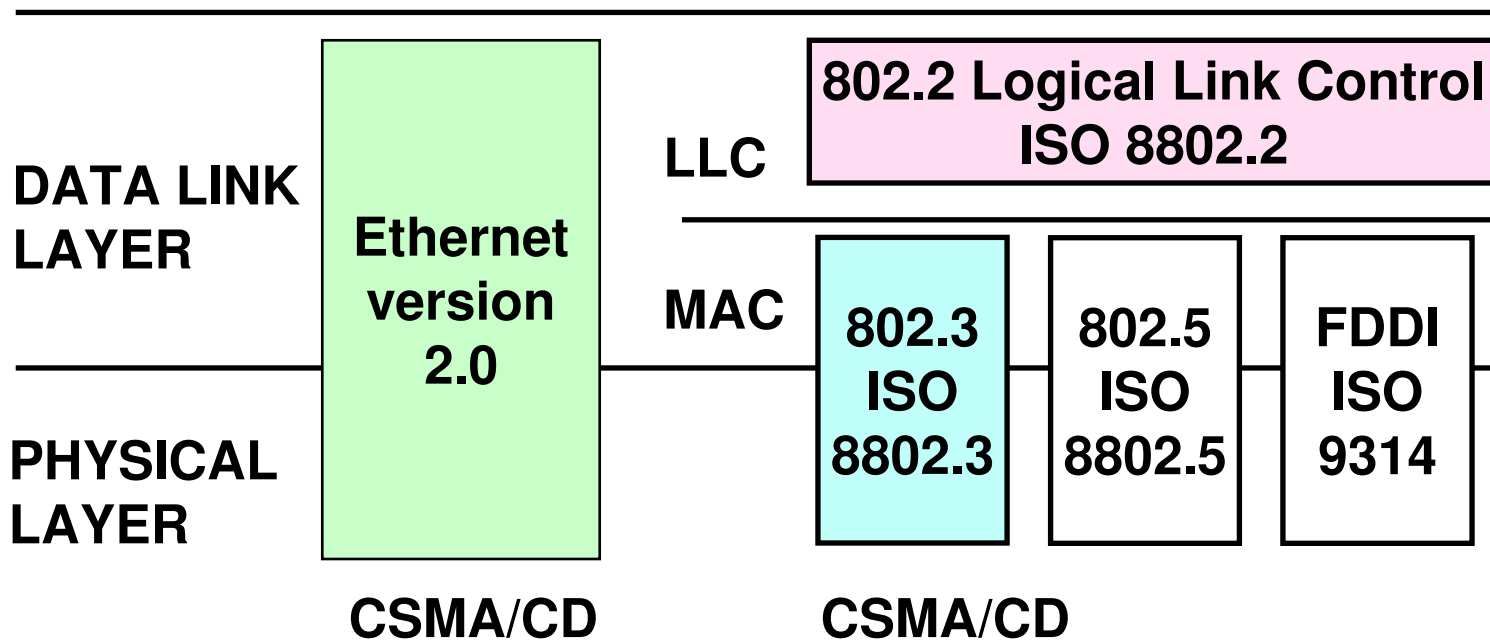 802.2 Logical Link Control
ISO 8802.2
LLC
DATA LINK
LAYER
Ethernet
version
2.0
MAC
802.3
ISO
8802.3
802.5
ISO
8802.5
FDDI
ISO
9314
PHYSICAL
LAYER
CSMA/CD
CSMA/CD